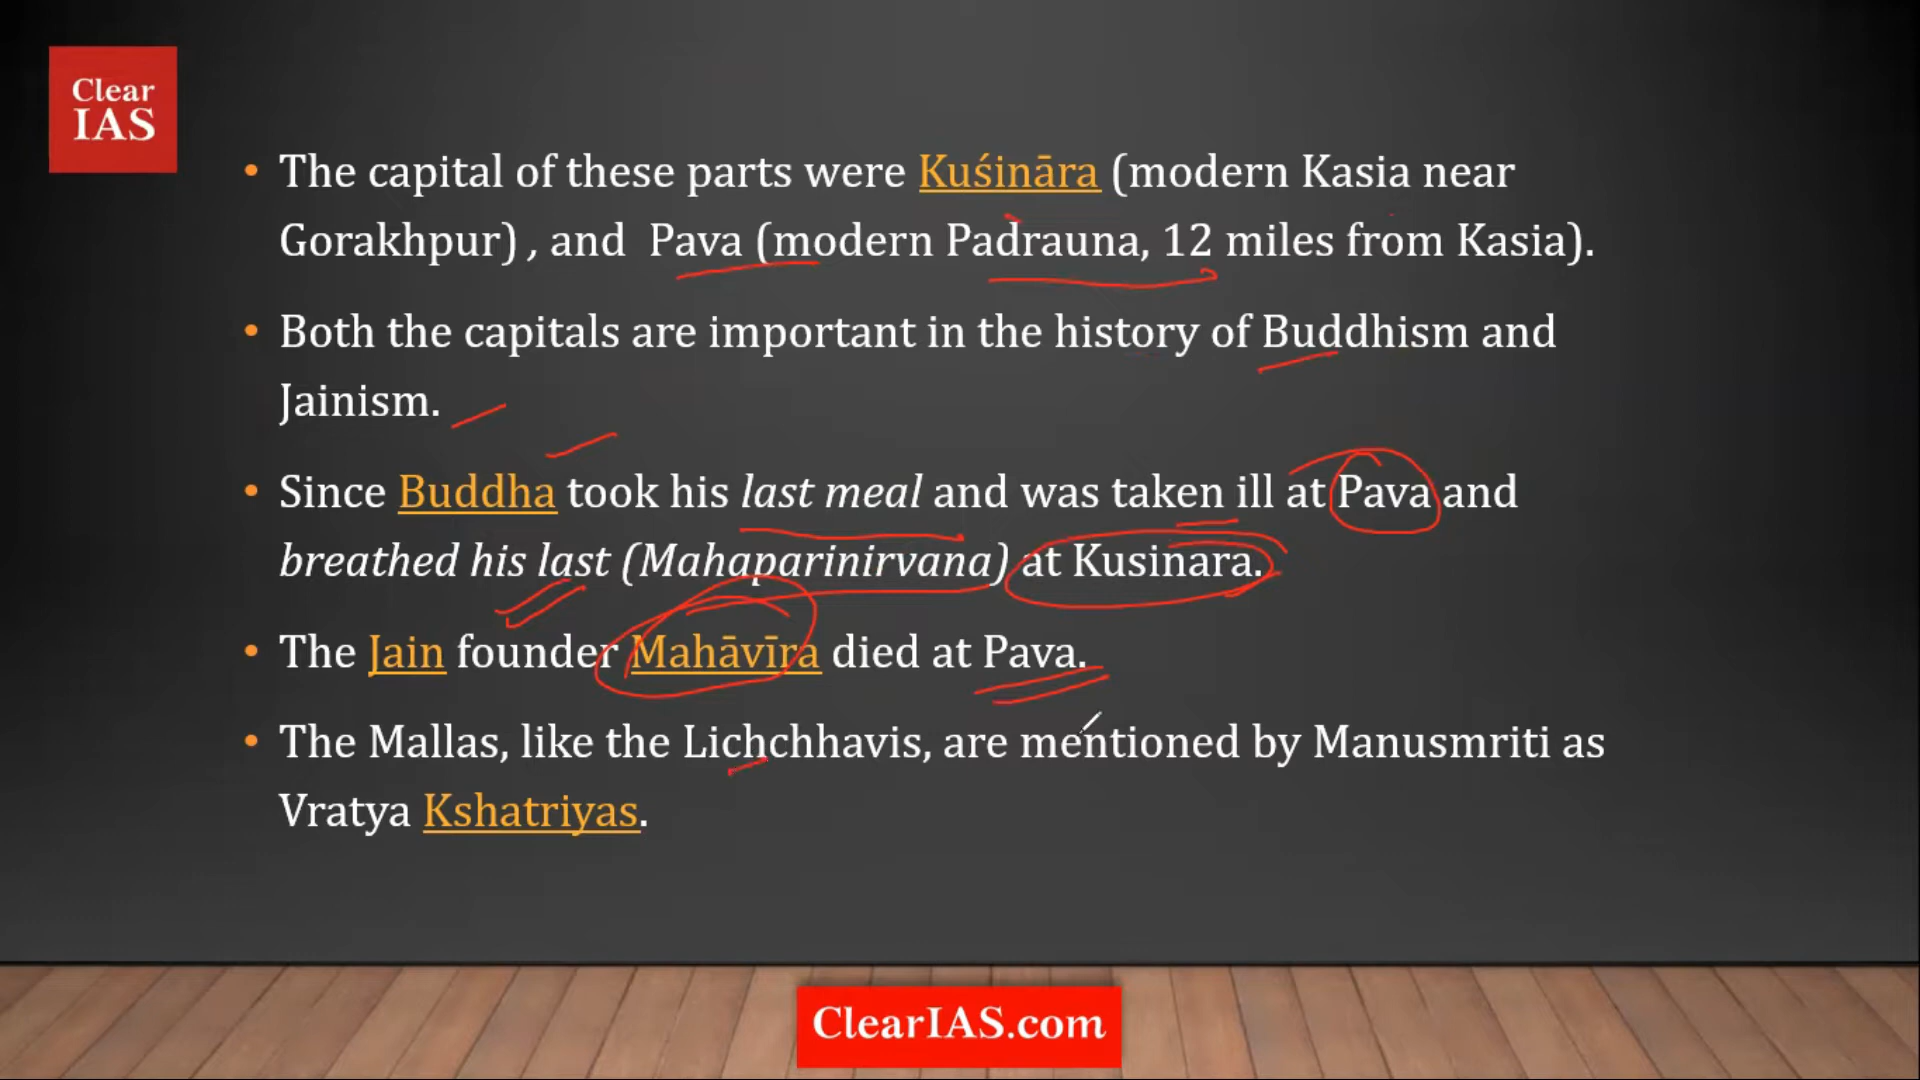 Clear
IAS
• The capital of these parts were Kuśināra (modern Kasia near
Gorakhpur) , and Pava (modern Padrauna, 12 miles from Kasia).
• Both the capitals are important in the history of Buddhism and
Jainism.
• Since Buddha took his last meal and was taken ill at Pava and
breathed his last (Mahaparinirvana) at Kusinara.
• The Jain founder Mahāvīra died at Pava.
• The Mallas, like the Lichchhavis, are mentioned by Manusmriti as
Vratya Kshatriyas.
ClearIAS.com